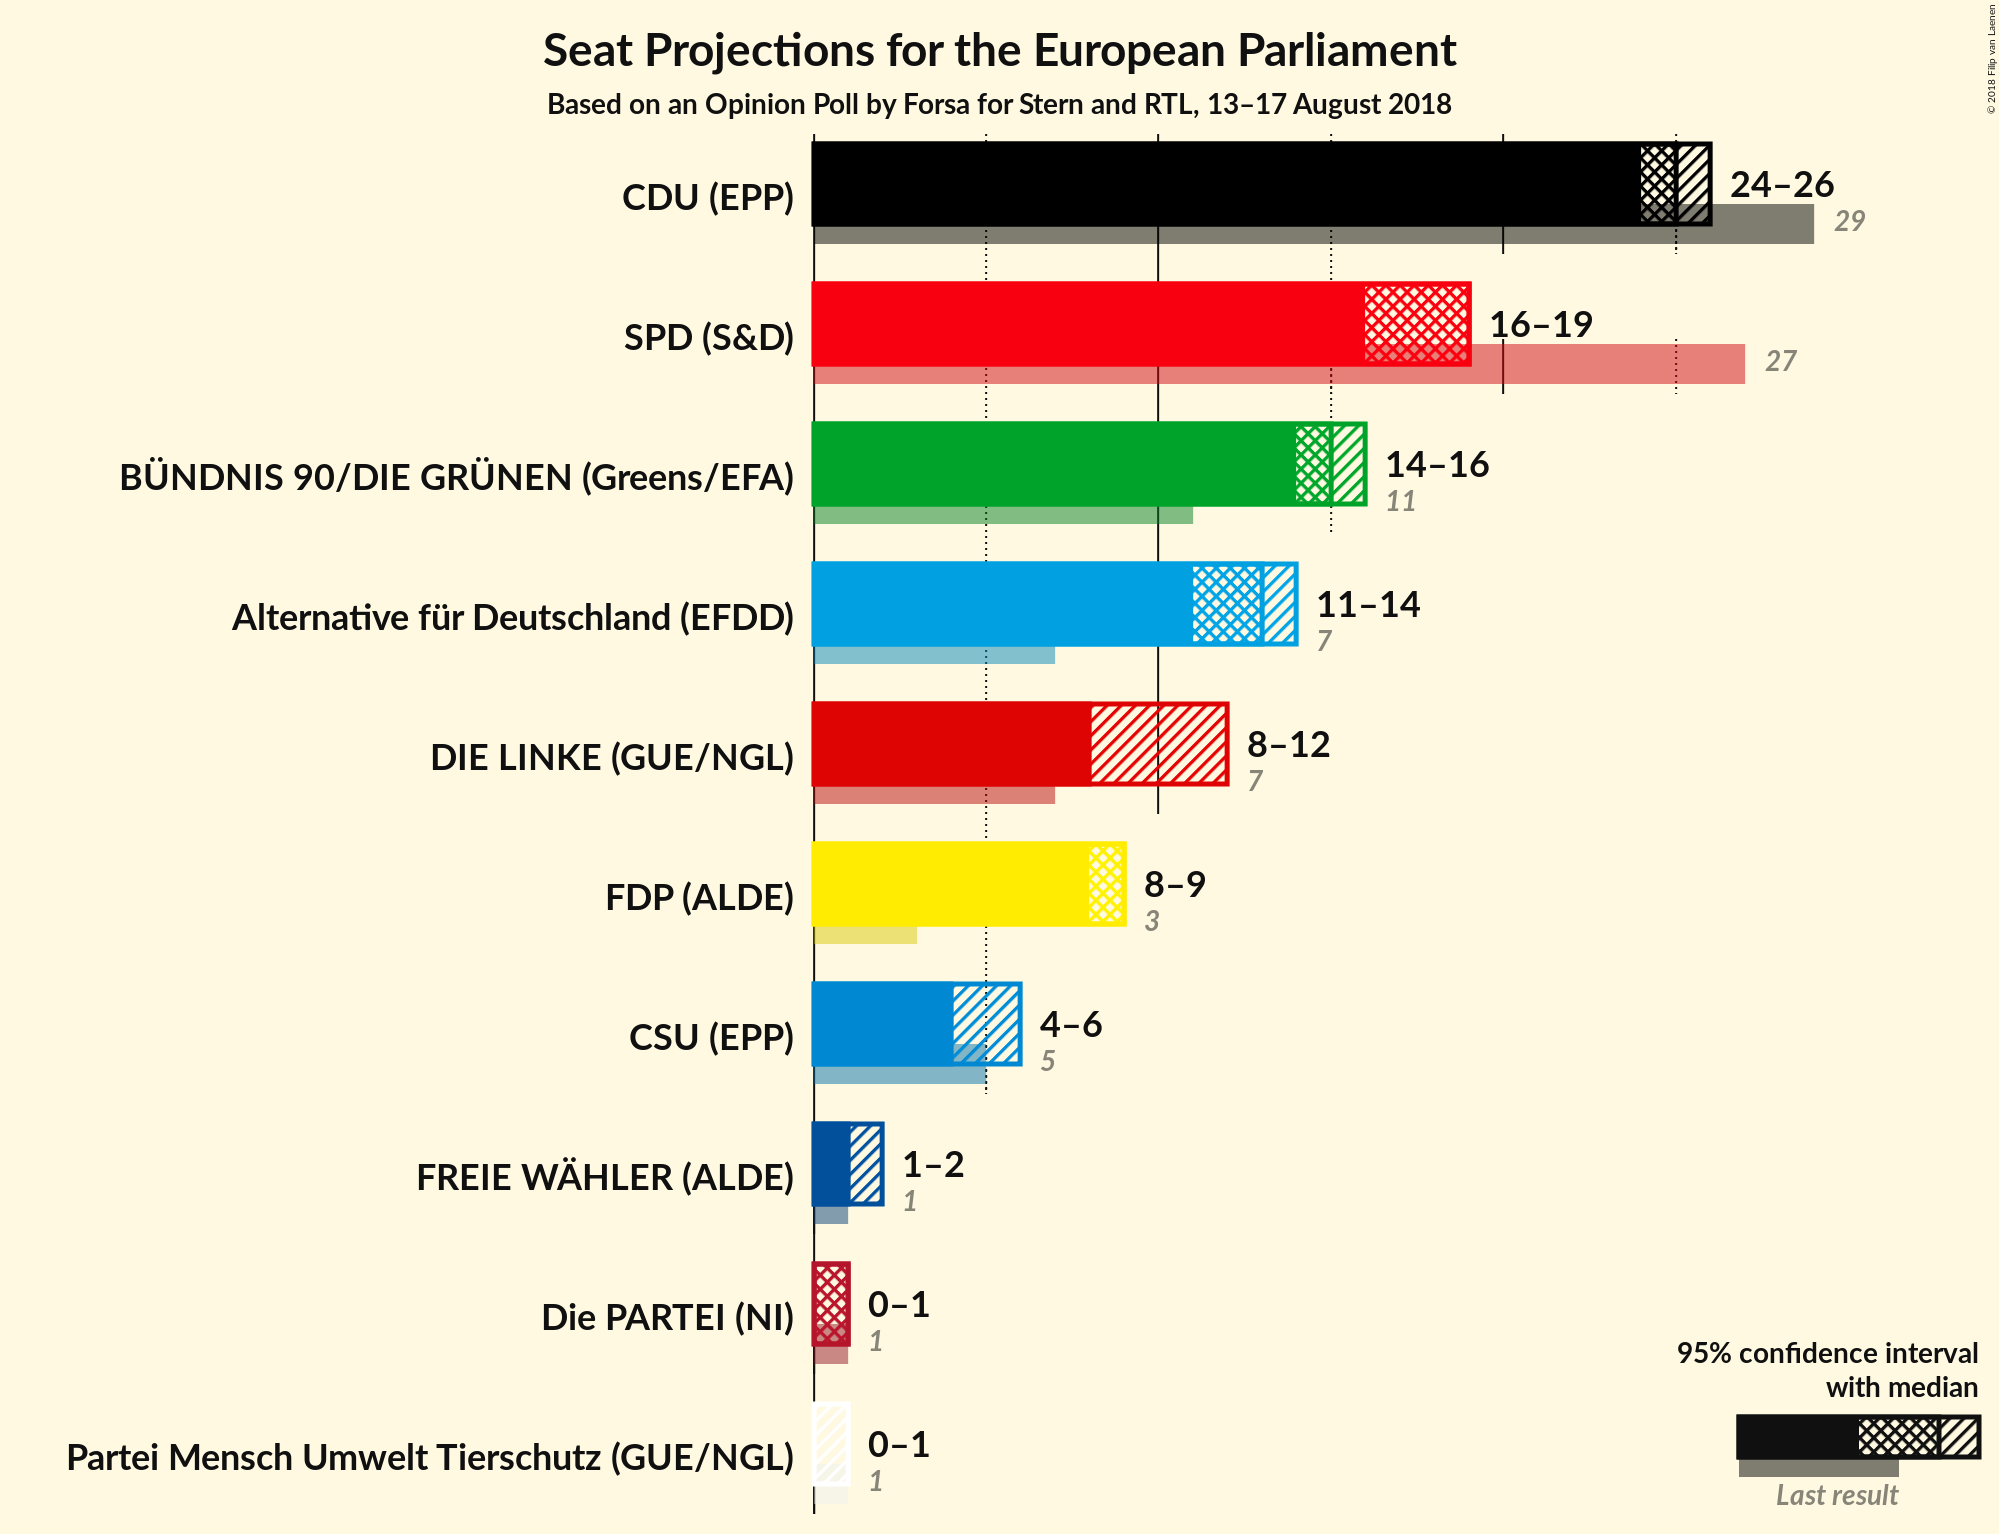 Seat Projections for the European Parliament
Based on an Opinion Poll by Forsa for Stern and RTL, 13–17 August 2018
© 2018 Filip van Laenen
CDU (EPP)
24–26
29
SPD (S&D)
16–19
27
BÜNDNIS 90/DIE GRÜNEN (Greens/EFA)
14–16
11
Alternative für Deutschland (EFDD)
11–14
7
DIE LINKE (GUE/NGL)
8–12
7
FDP (ALDE)
8–9
3
CSU (EPP)
4–6
5
FREIE WÄHLER (ALDE)
1–2
1
Die PARTEI (NI)
0–1
1
Partei Mensch Umwelt Tierschutz (GUE/NGL)
0–1
1
95% confidence interval
with median
Last result